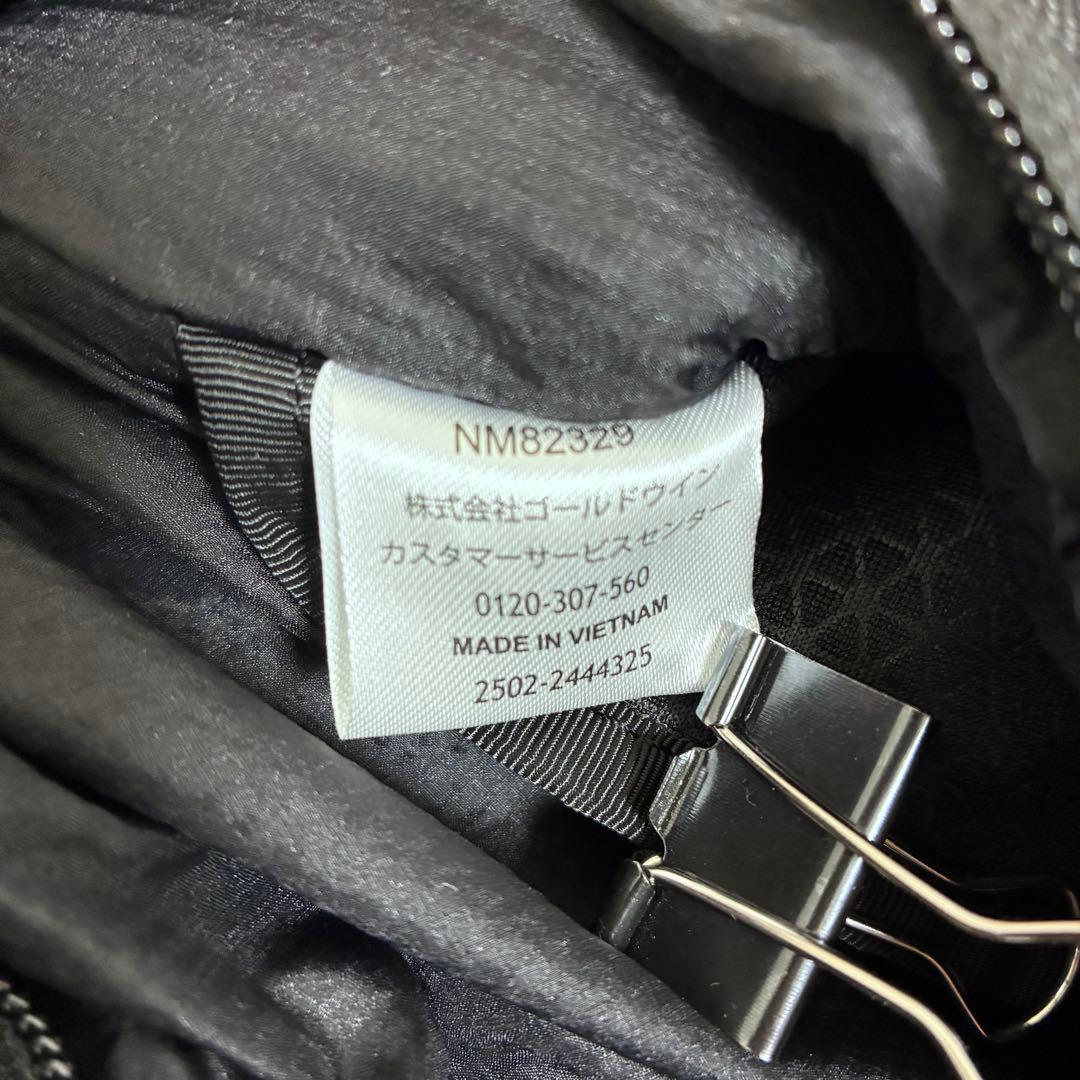 NM82329
株式会社ゴールドウイン
カスタマーサービスセンター
0120-307-560
MADE IN VIETNAM
2502-2444325